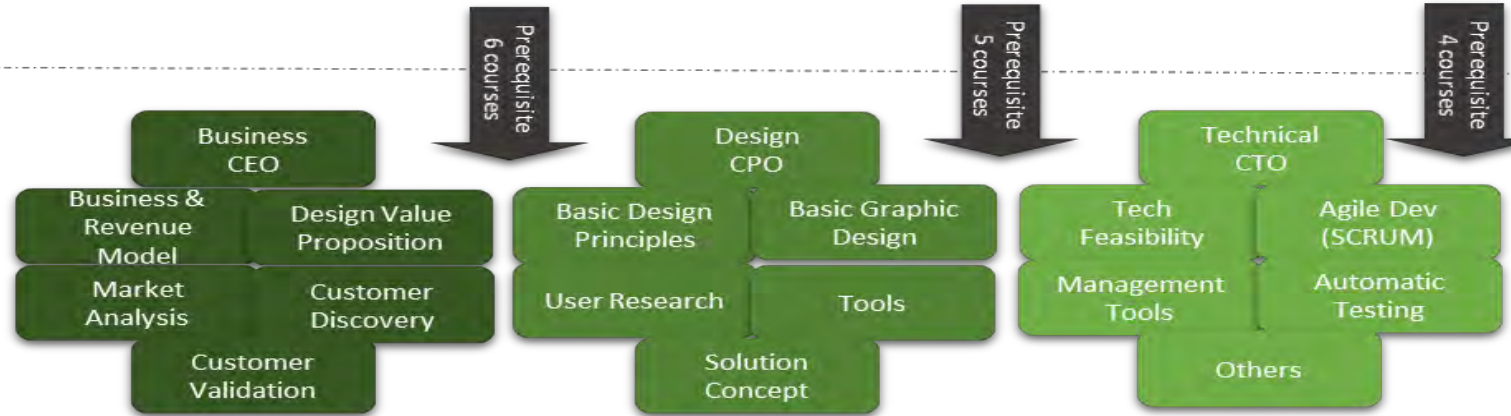 Prerequisite
6 courses
Prerequisite
5 courses
Prerequisite
4 courses
Business
CEO
Business &
Revenue
Model
Design Value
Proposition
Market
Analysis
Customer
Discovery
Customer
Validation
Design
CPO
Basic Design
Principles
Basic Graphic
Design
User Research
Tools
Solution
Concept
Technical
CTO
Tech
Feasibility
Agile Dev
(SCRUM)
Management
Tools
Automatic
Testing
Others